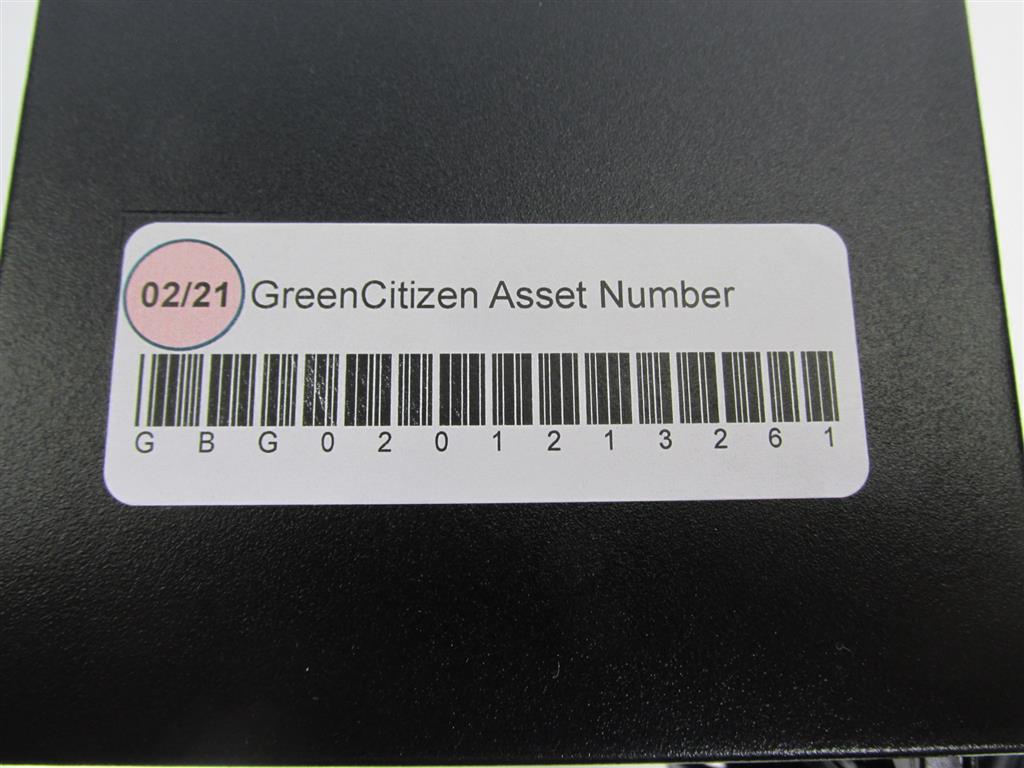 02/21 GreenCitizen Asset Number
G B G 0 2 0 1 2 1 3 2 6 1